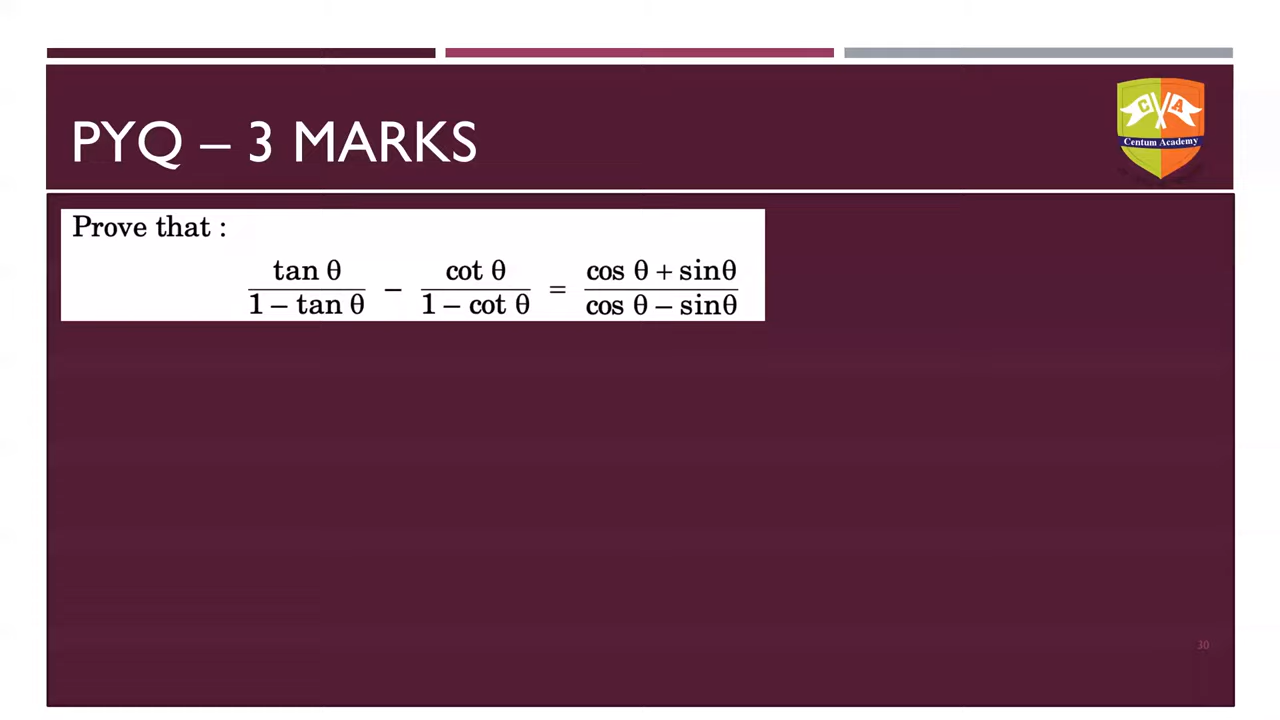 PYQ – 3 MARKS
C A
Centum Academy
Prove that :
tan θ / 1 – tan θ – cot θ / 1 – cot θ = cos θ + sinθ / cos θ – sinθ
30